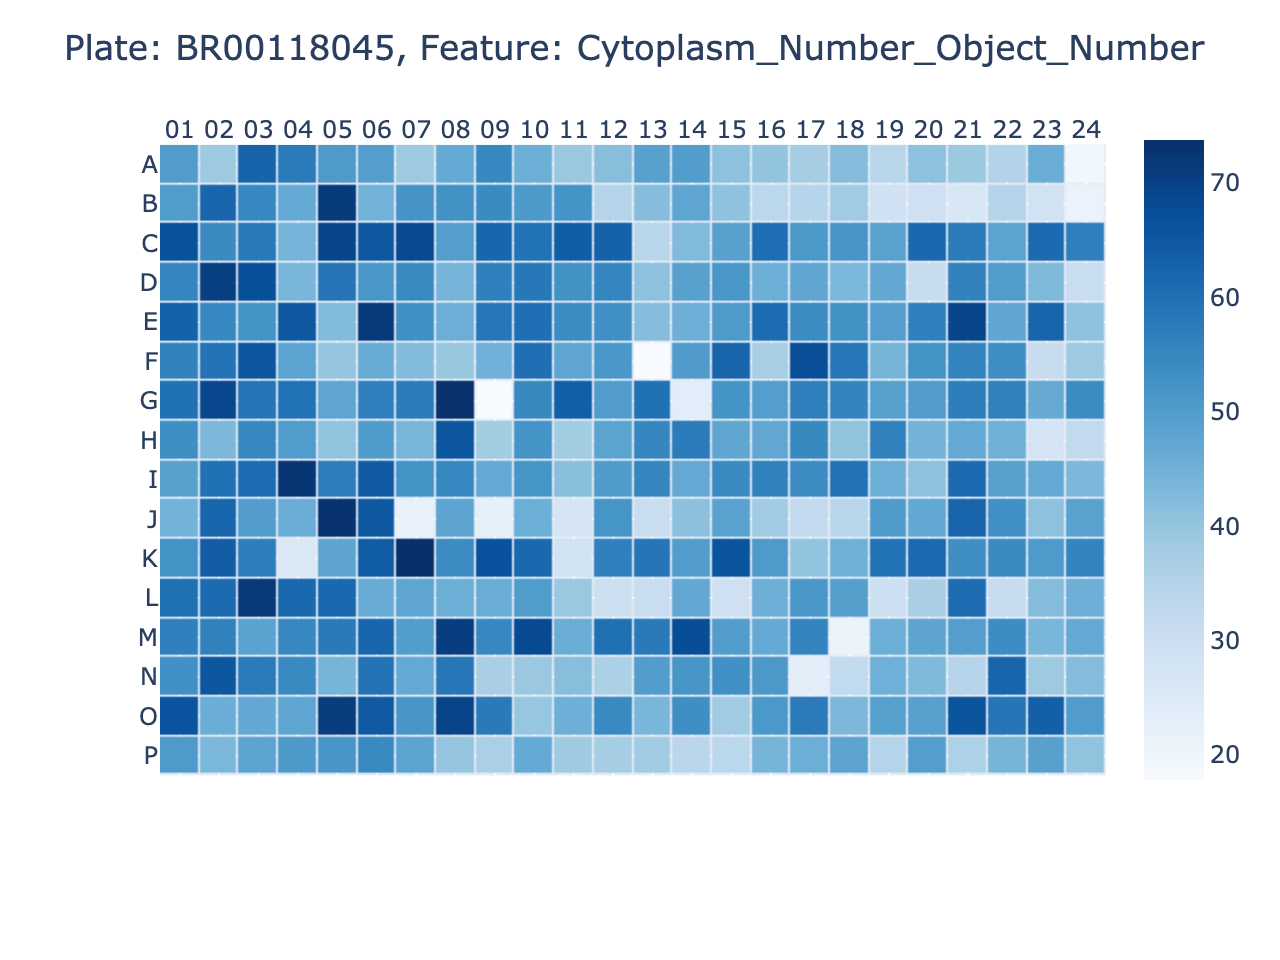 Plate: BR00118045, Feature: Cytoplasm_Number_Object_Number
01 02 03 04 05 06 07 08 09 10 11 12 13 14 15 16 17 18 19 20 21 22 23 24
A
B
C
D
E
F
G
H
I
J
K
L
M
N
O
P
70
60
50
40
30
20